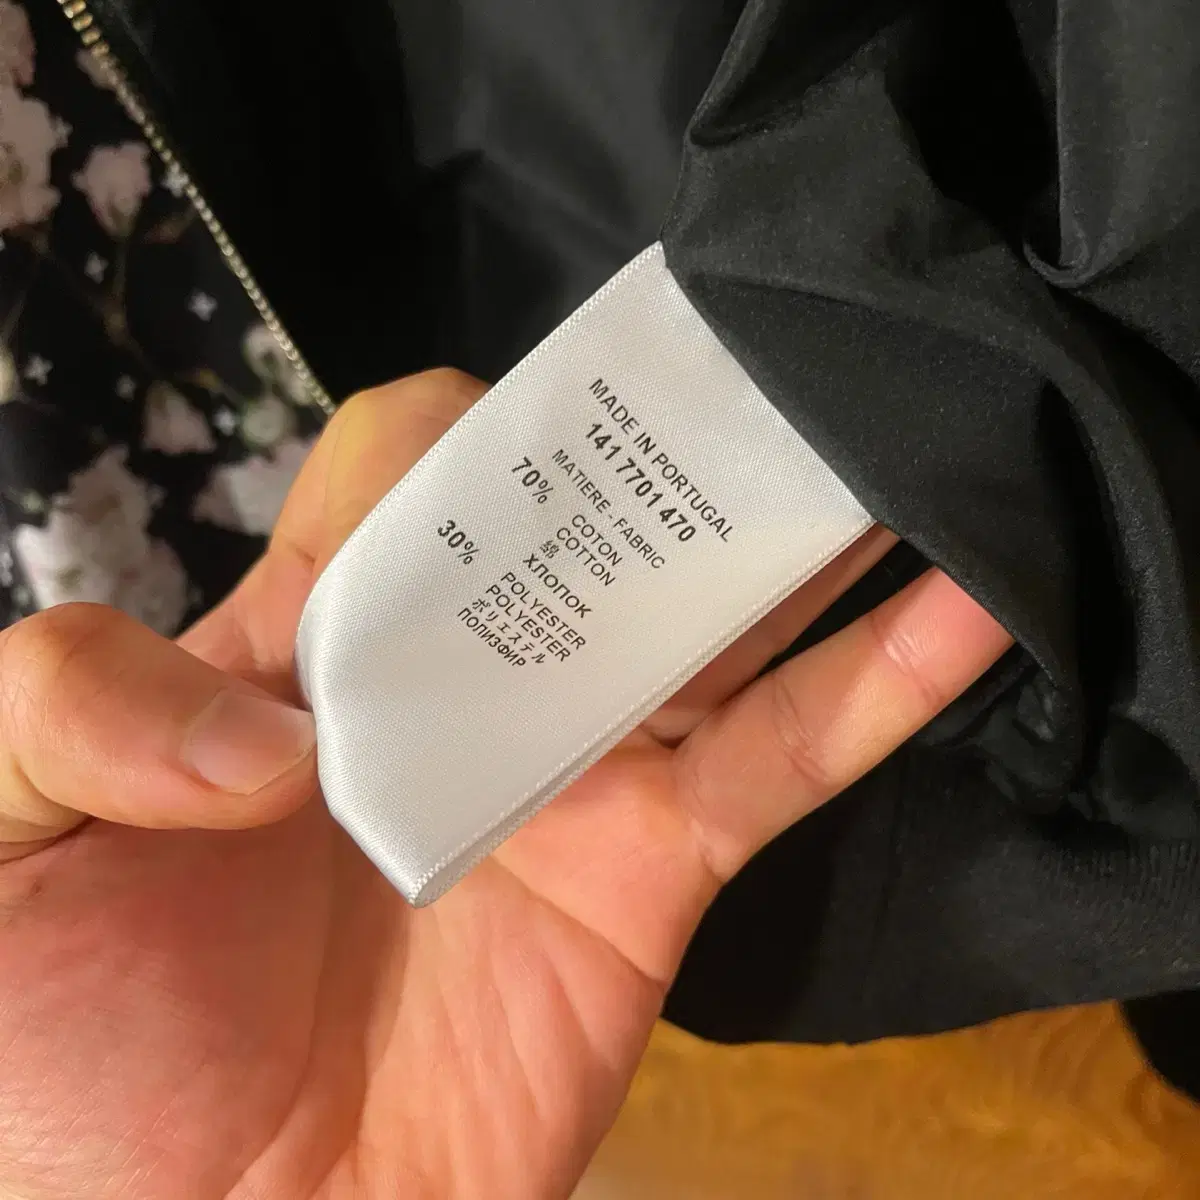 MADE IN PORTUGAL
141 7701 470
MATIERE - FABRIC
70% COTON
COTTON
綿
ХЛОПОК
30% POLYESTER
POLYESTER
ポリエステル
ПОЛИЭФИР